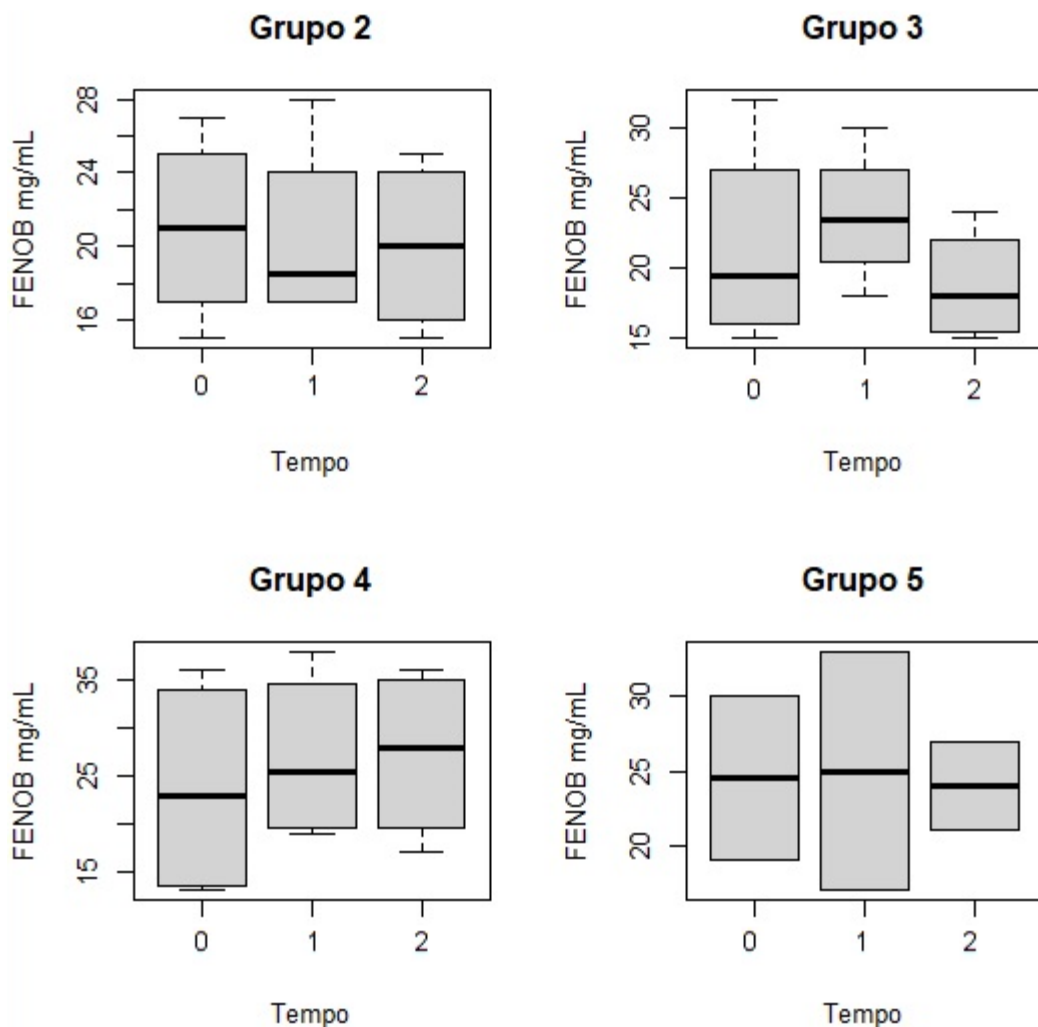 Grupo 2
FENOB mg/mL
28
24
20
16
0 1 2
Tempo
Grupo 3
FENOB mg/mL
30
25
20
15
0 1 2
Tempo
Grupo 4
FENOB mg/mL
35
25
15
0 1 2
Tempo
Grupo 5
FENOB mg/mL
30
25
20
0 1 2
Tempo